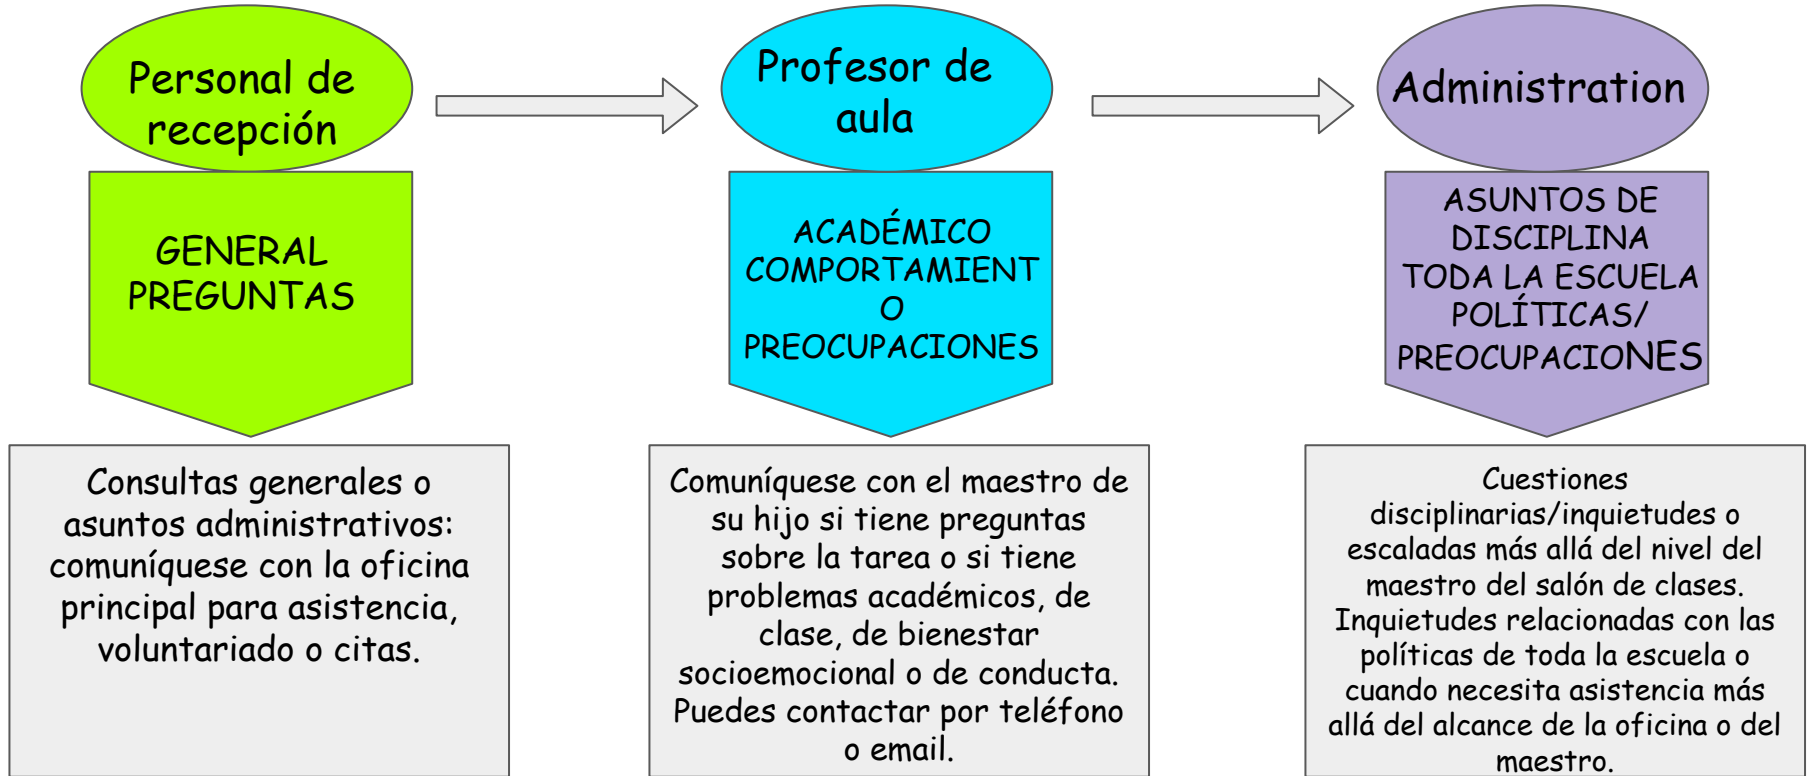 Personal de
recepción
GENERAL
PREGUNTAS
Consultas generales o
asuntos administrativos:
comuníquese con la oficina
principal para asistencia,
voluntariado o citas.
Profesor de
aula
ACADÉMICO
COMPORTAMIENT
O
PREOCUPACIONES
Comuníquese con el maestro de
su hijo si tiene preguntas
sobre la tarea o si tiene
problemas académicos, de
clase, de bienestar
socioemocional o de conducta.
Puedes contactar por teléfono
o email.
Administration
ASUNTOS DE
DISCIPLINA
TODA LA ESCUELA
POLÍTICAS/
PREOCUPACIONES
Cuestiones
disciplinarias/inquietudes o
escaladas más allá del nivel del
maestro del salón de clases.
Inquietudes relacionadas con las
políticas de toda la escuela o
cuando necesita asistencia más
allá del alcance de la oficina o del
maestro.